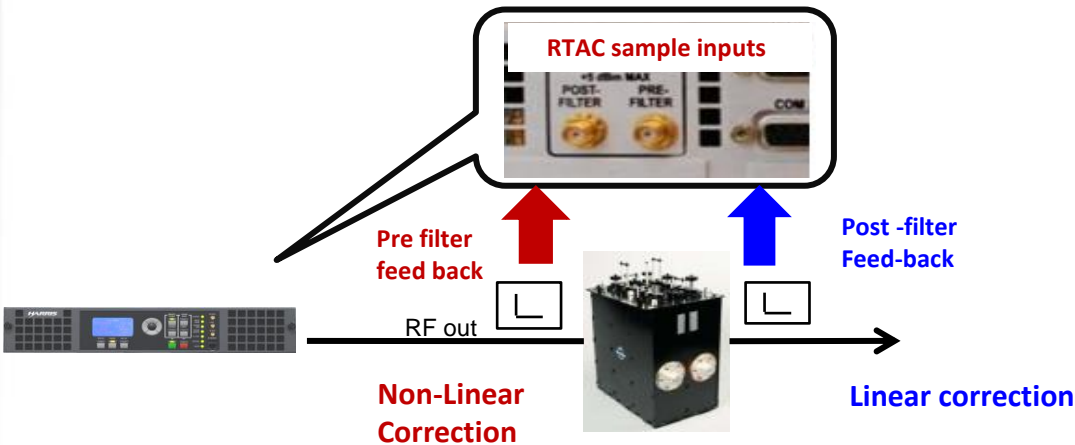 RTAC sample inputs
+5 dBm MAX
POST-
FILTER
PRE-
FILTER
COM
Pre filter
feed back
Post -filter
Feed-back
HARRIS
RF out
Non-Linear
Correction
Linear correction